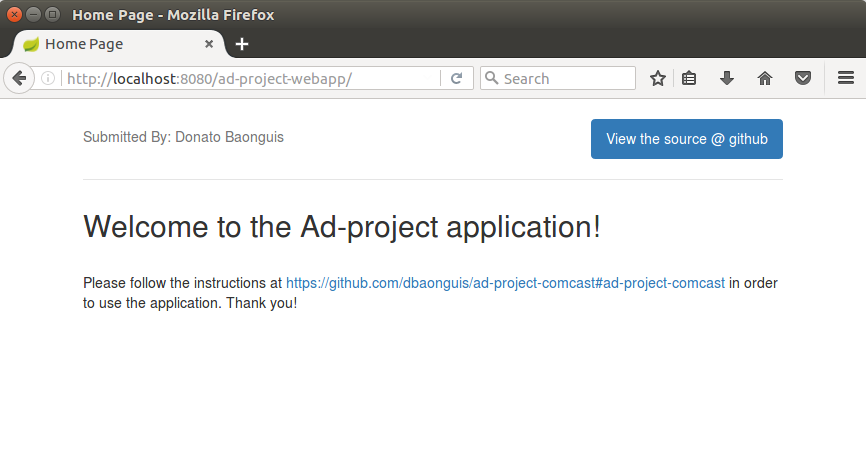 Home Page - Mozilla Firefox
Home Page
http://localhost:8080/ad-project-webapp/
Search
Submitted By: Donato Baonguis
View the source @ github
Welcome to the Ad-project application!
Please follow the instructions at https://github.com/dbaonguis/ad-project-comcast#ad-project-comcast in order
to use the application. Thank you!